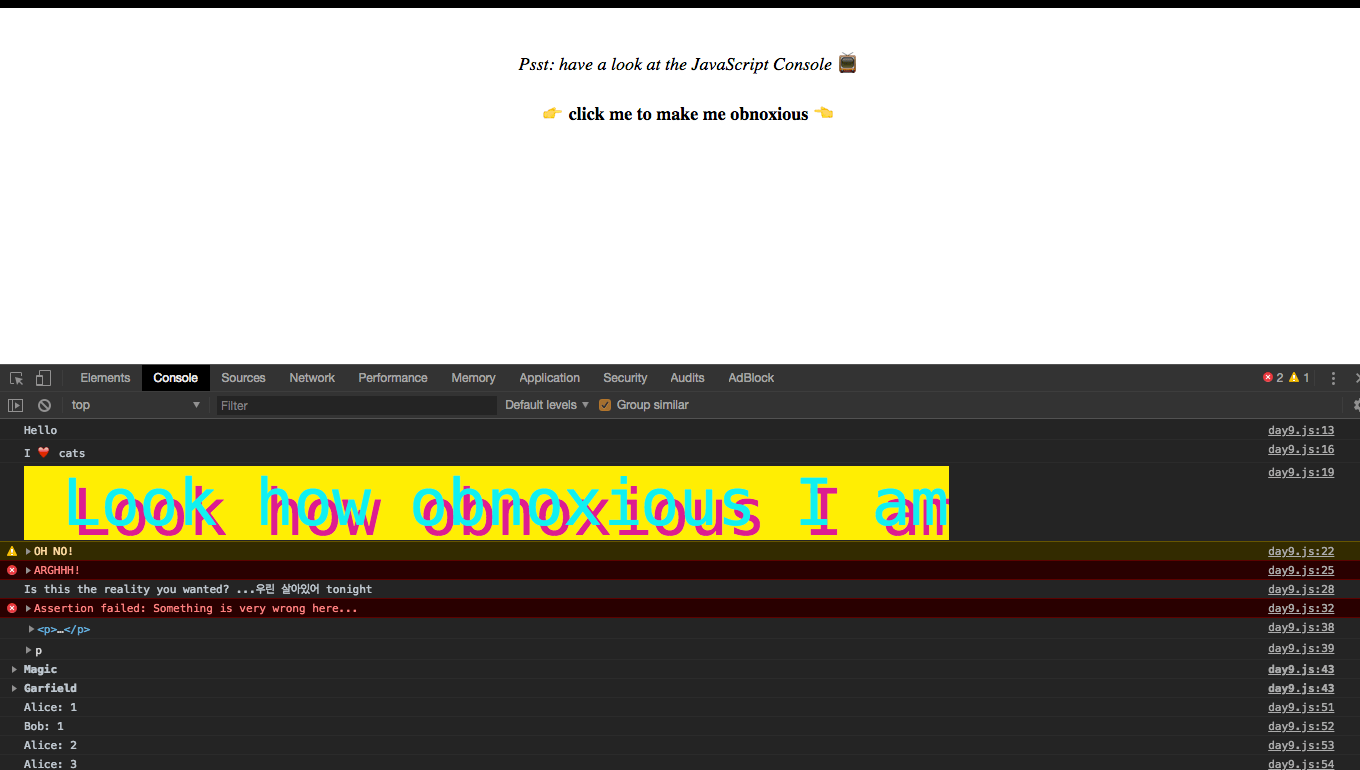 Psst: have a look at the JavaScript Console 📺
👉 click me to make me obnoxious 👈
Elements Console Sources Network Performance Memory Application Security Audits AdBlock 2 1
top Filter Default levels Group similar
Hello day9.js:13
I ❤️ cats day9.js:16
Look how obnoxious I am day9.js:19
OH NO! day9.js:22
ARGHHH! day9.js:25
Is this the reality you wanted? ...우린 살아있어 tonight day9.js:28
Assertion failed: Something is very wrong here... day9.js:32
<p>…</p> day9.js:38
p day9.js:39
Magic day9.js:43
Garfield day9.js:43
Alice: 1 day9.js:51
Bob: 1 day9.js:52
Alice: 2 day9.js:53
Alice: 3 day9.js:54